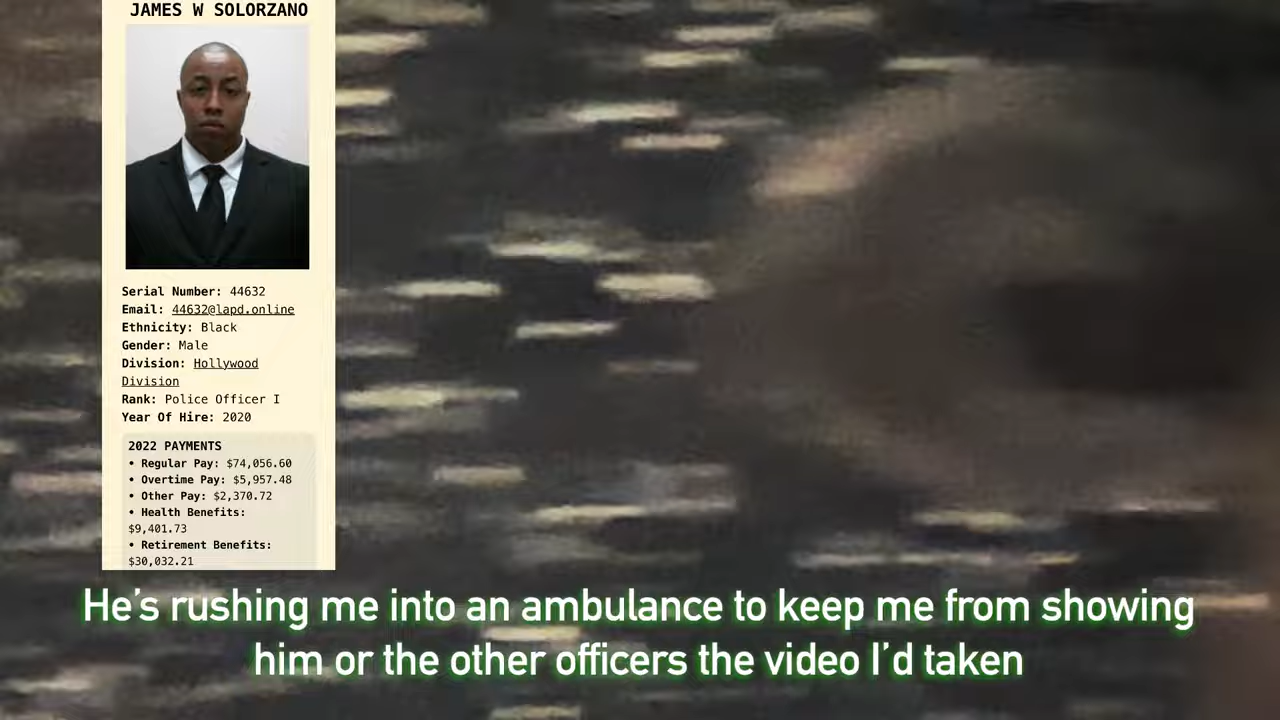 JAMES W SOLORZANO
Serial Number: 44632
Email: 44632@lapd.online
Ethnicity: Black
Gender: Male
Division: Hollywood
Division
Rank: Police Officer I
Year Of Hire: 2020
2022 PAYMENTS
• Regular Pay: $74,056.60
• Overtime Pay: $5,957.48
• Other Pay: $2,370.72
• Health Benefits:
$9,401.73
• Retirement Benefits:
$30,032.21
He's rushing me into an ambulance to keep me from showing
him or the other officers the video I'd taken